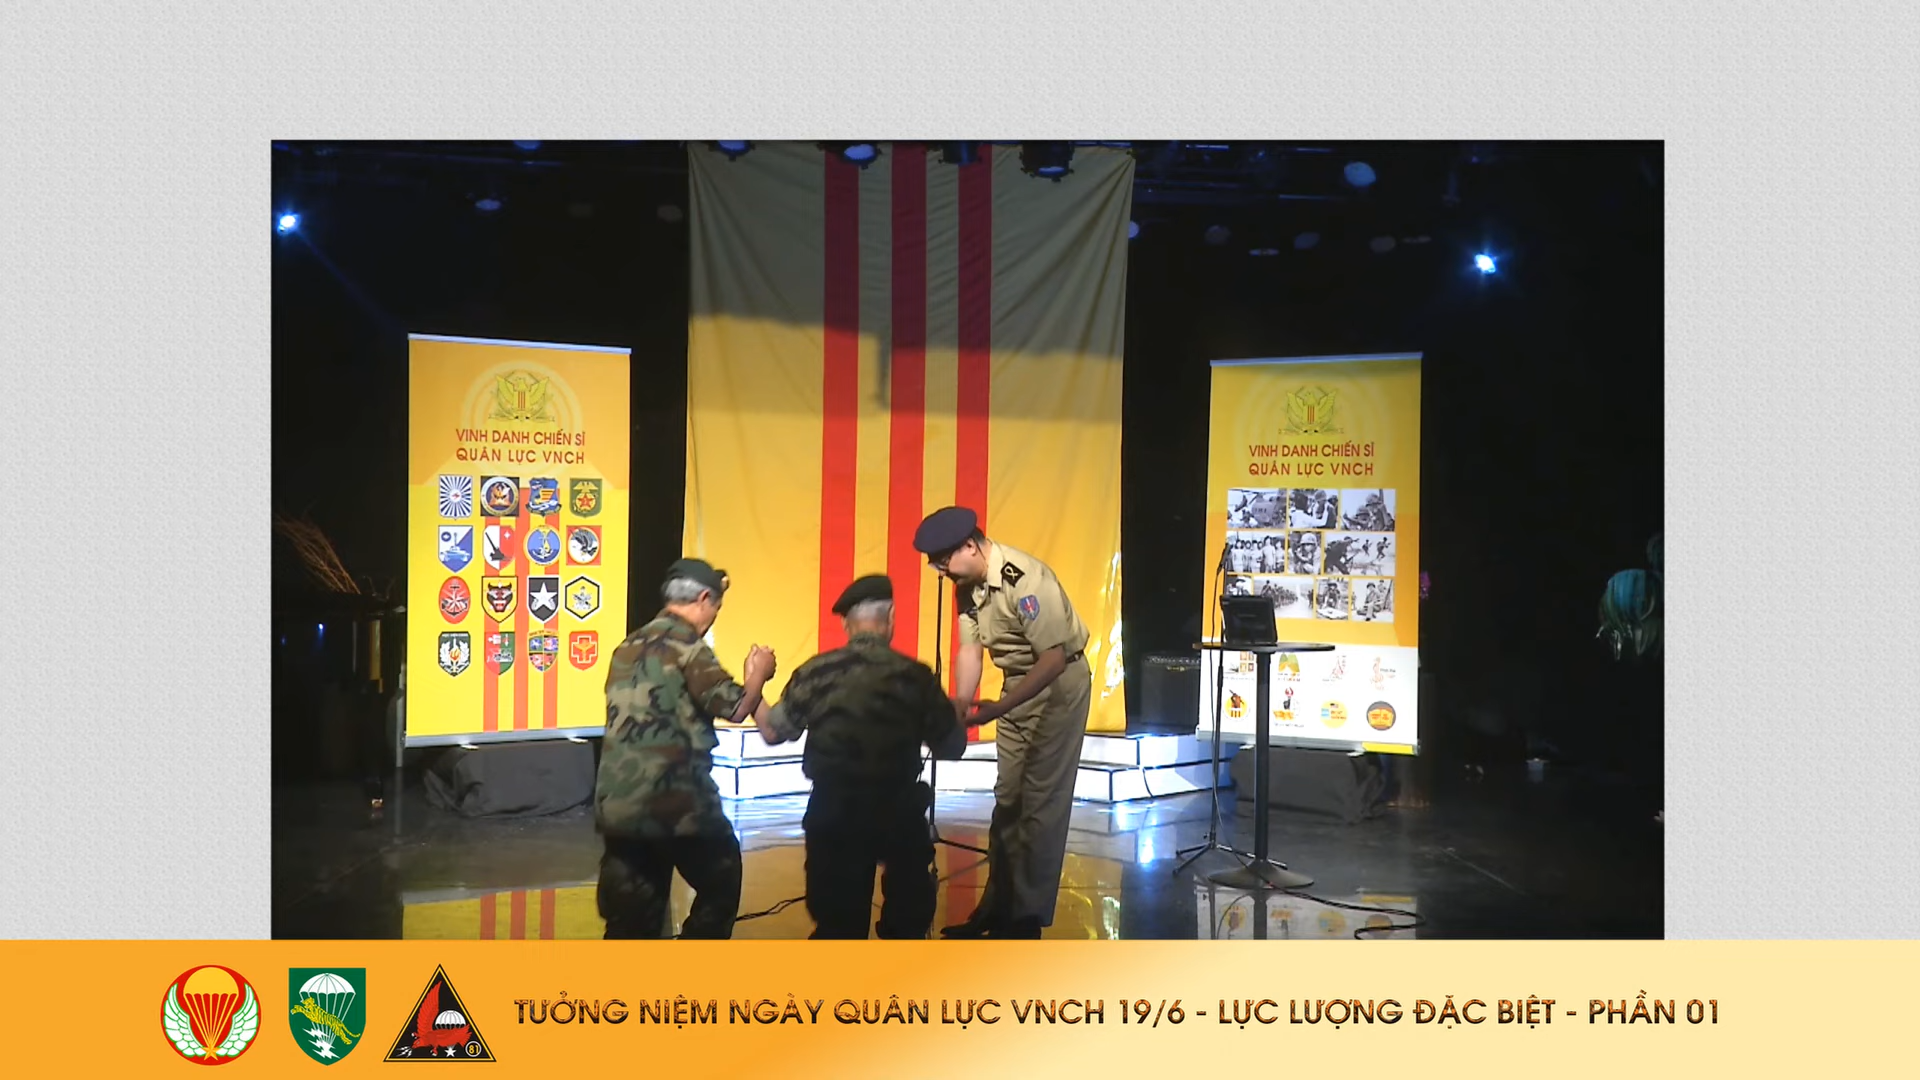 VINH DANH CHIẾN SĨ
QUÂN LỰC VNCH
VINH DANH CHIẾN SĨ
QUÂN LỰC VNCH
81
TƯỞNG NIỆM NGÀY QUÂN LỰC VNCH 19/6 - LỰC LƯỢNG ĐẶC BIỆT - PHẦN 01